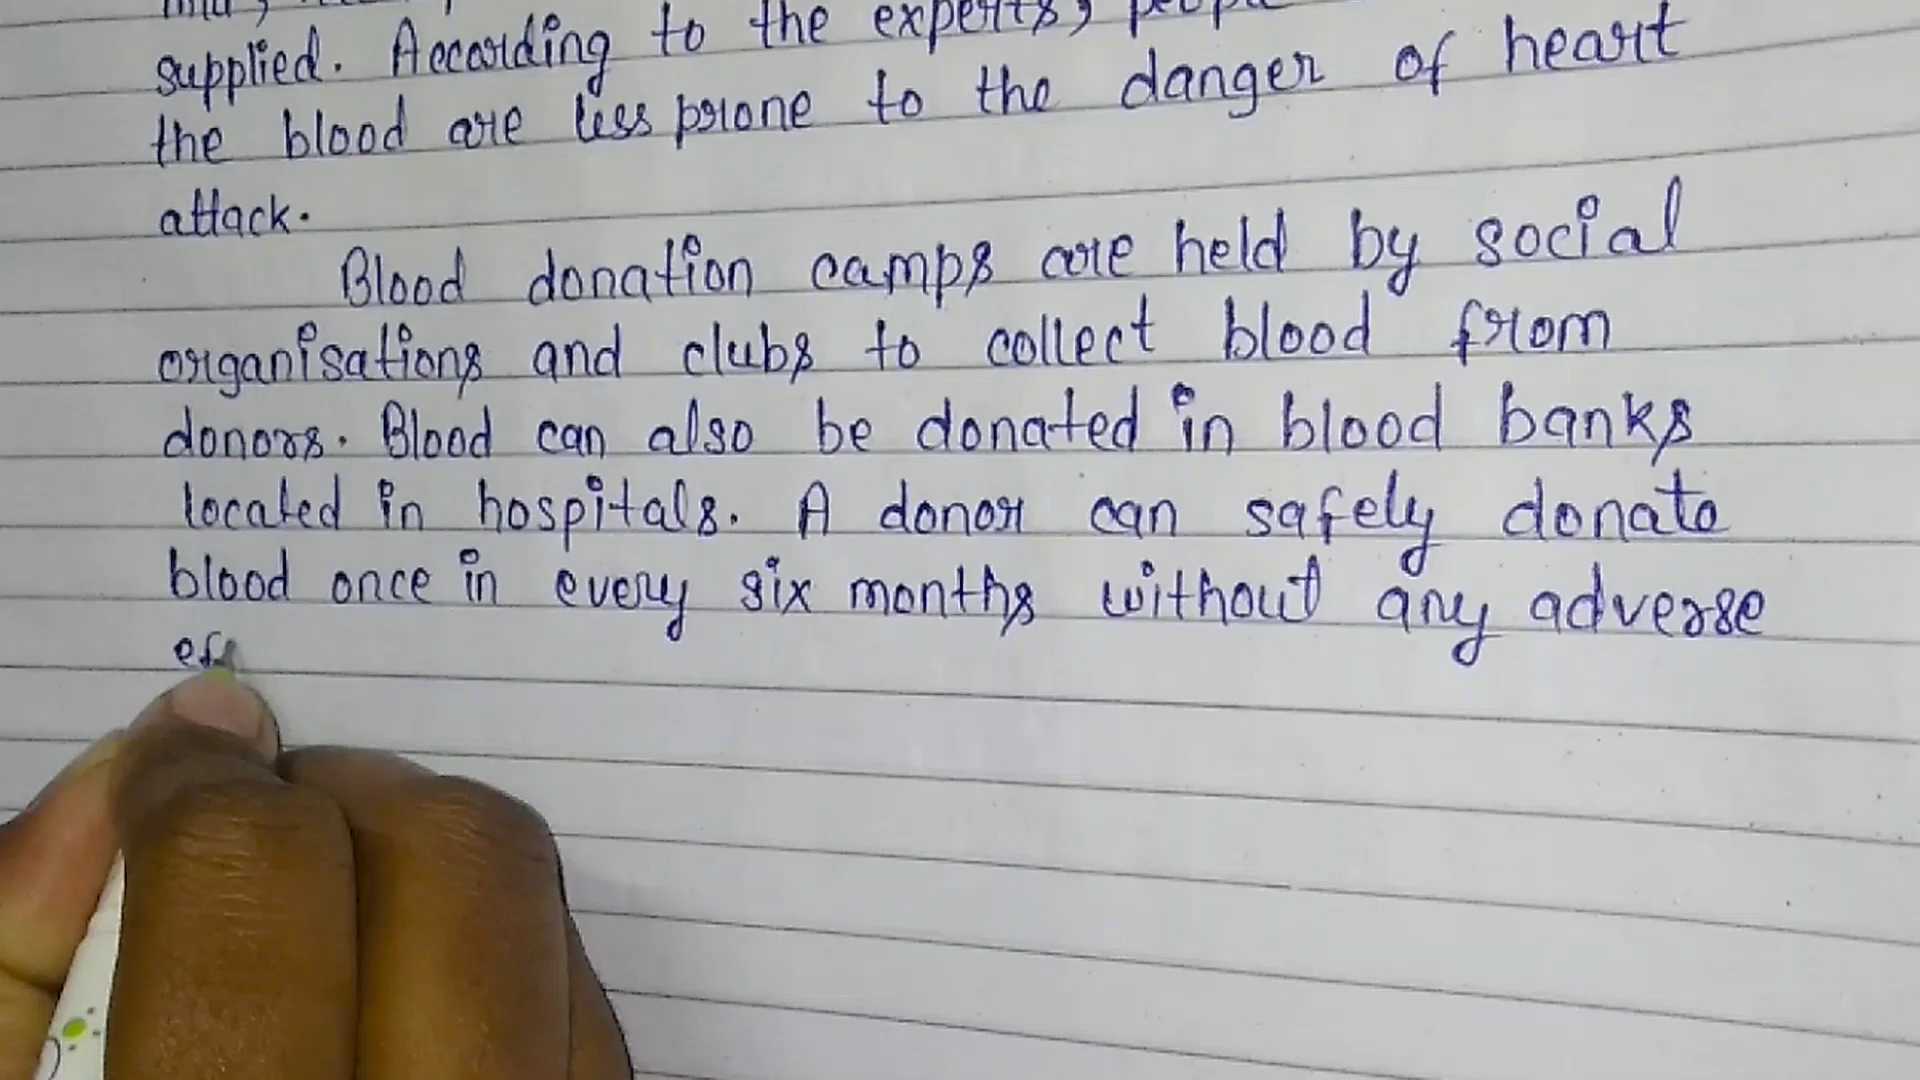 supplied. According to the experts,
the blood are less prone to the danger of heart
attack.
Blood donation camps are held by social
organisations and clubs to collect blood from
donors. Blood can also be donated in blood banks
located in hospitals. A donor can safely donate
blood once in every six months without any adverse
eff